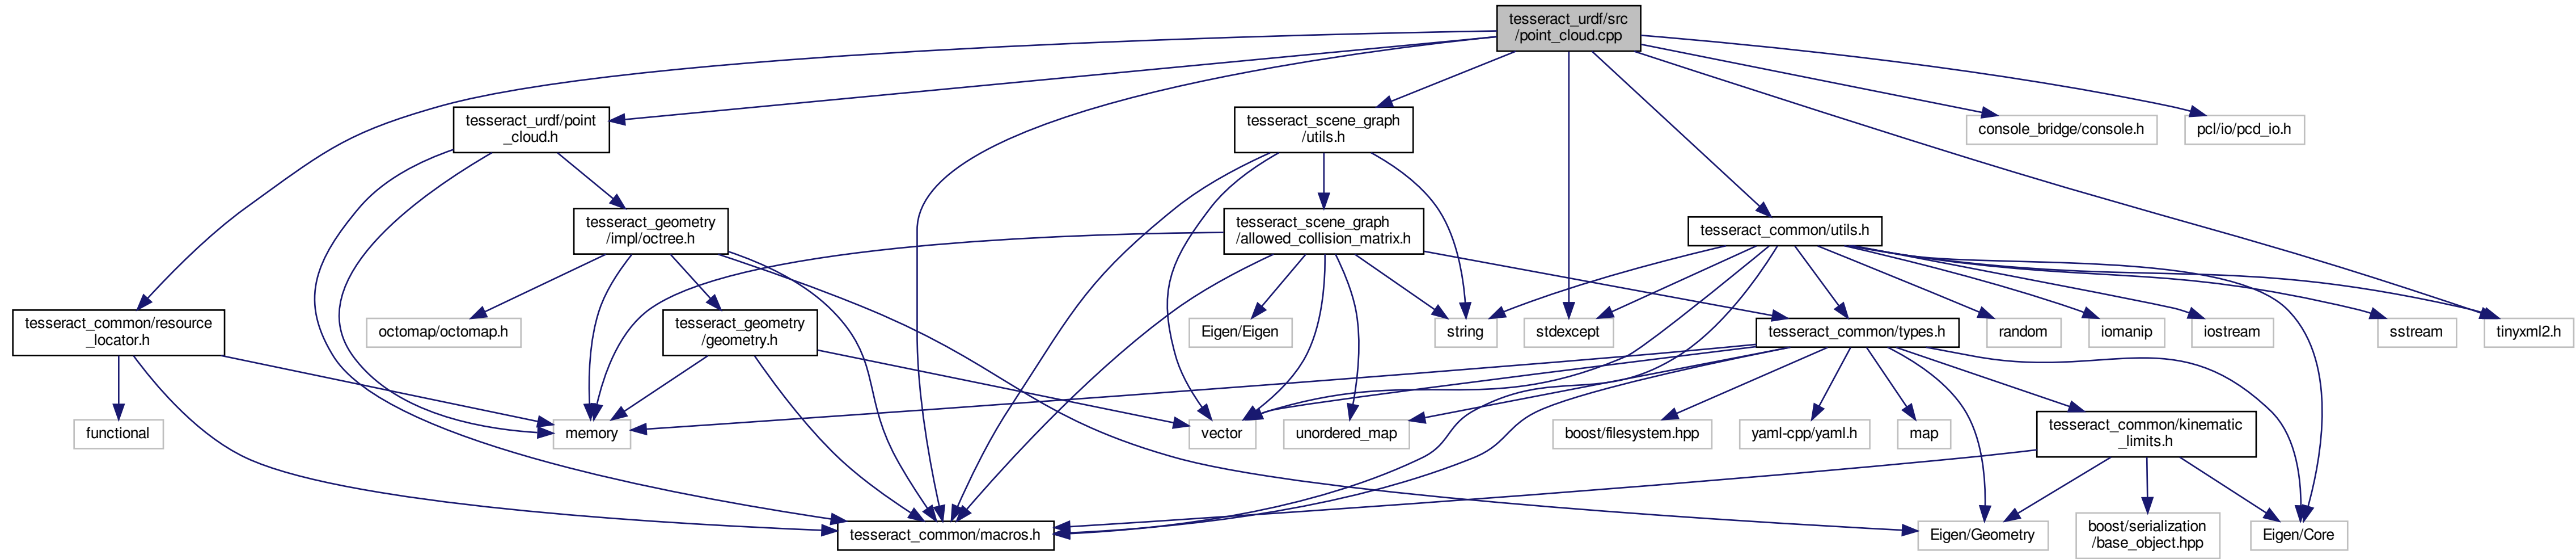 tesseract_urdf/src
/point_cloud.cpp
tesseract_urdf/point
_cloud.h
tesseract_scene_graph
/utils.h
console_bridge/console.h
pcl/io/pcd_io.h
tesseract_geometry
/impl/octree.h
tesseract_scene_graph
/allowed_collision_matrix.h
tesseract_common/utils.h
tesseract_common/resource
_locator.h
octomap/octomap.h
tesseract_geometry
/geometry.h
Eigen/Eigen
string
stdexcept
tesseract_common/types.h
random
iomanip
iostream
sstream
tinyxml2.h
functional
memory
vector
unordered_map
boost/filesystem.hpp
yaml-cpp/yaml.h
map
tesseract_common/kinematic
_limits.h
tesseract_common/macros.h
Eigen/Geometry
boost/serialization
/base_object.hpp
Eigen/Core